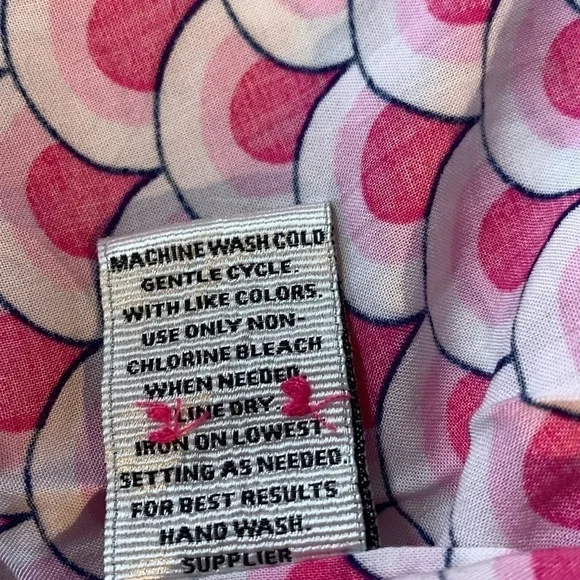 MACHINE WASH COLD
GENTLE CYCLE.
WITH LIKE COLORS.
USE ONLY NON-
CHLORINE BLEACH
WHEN NEEDED.
LINE DRY.
IRON ON LOWEST
SETTING AS NEEDED.
FOR BEST RESULTS
HAND WASH.
SUPPLIER